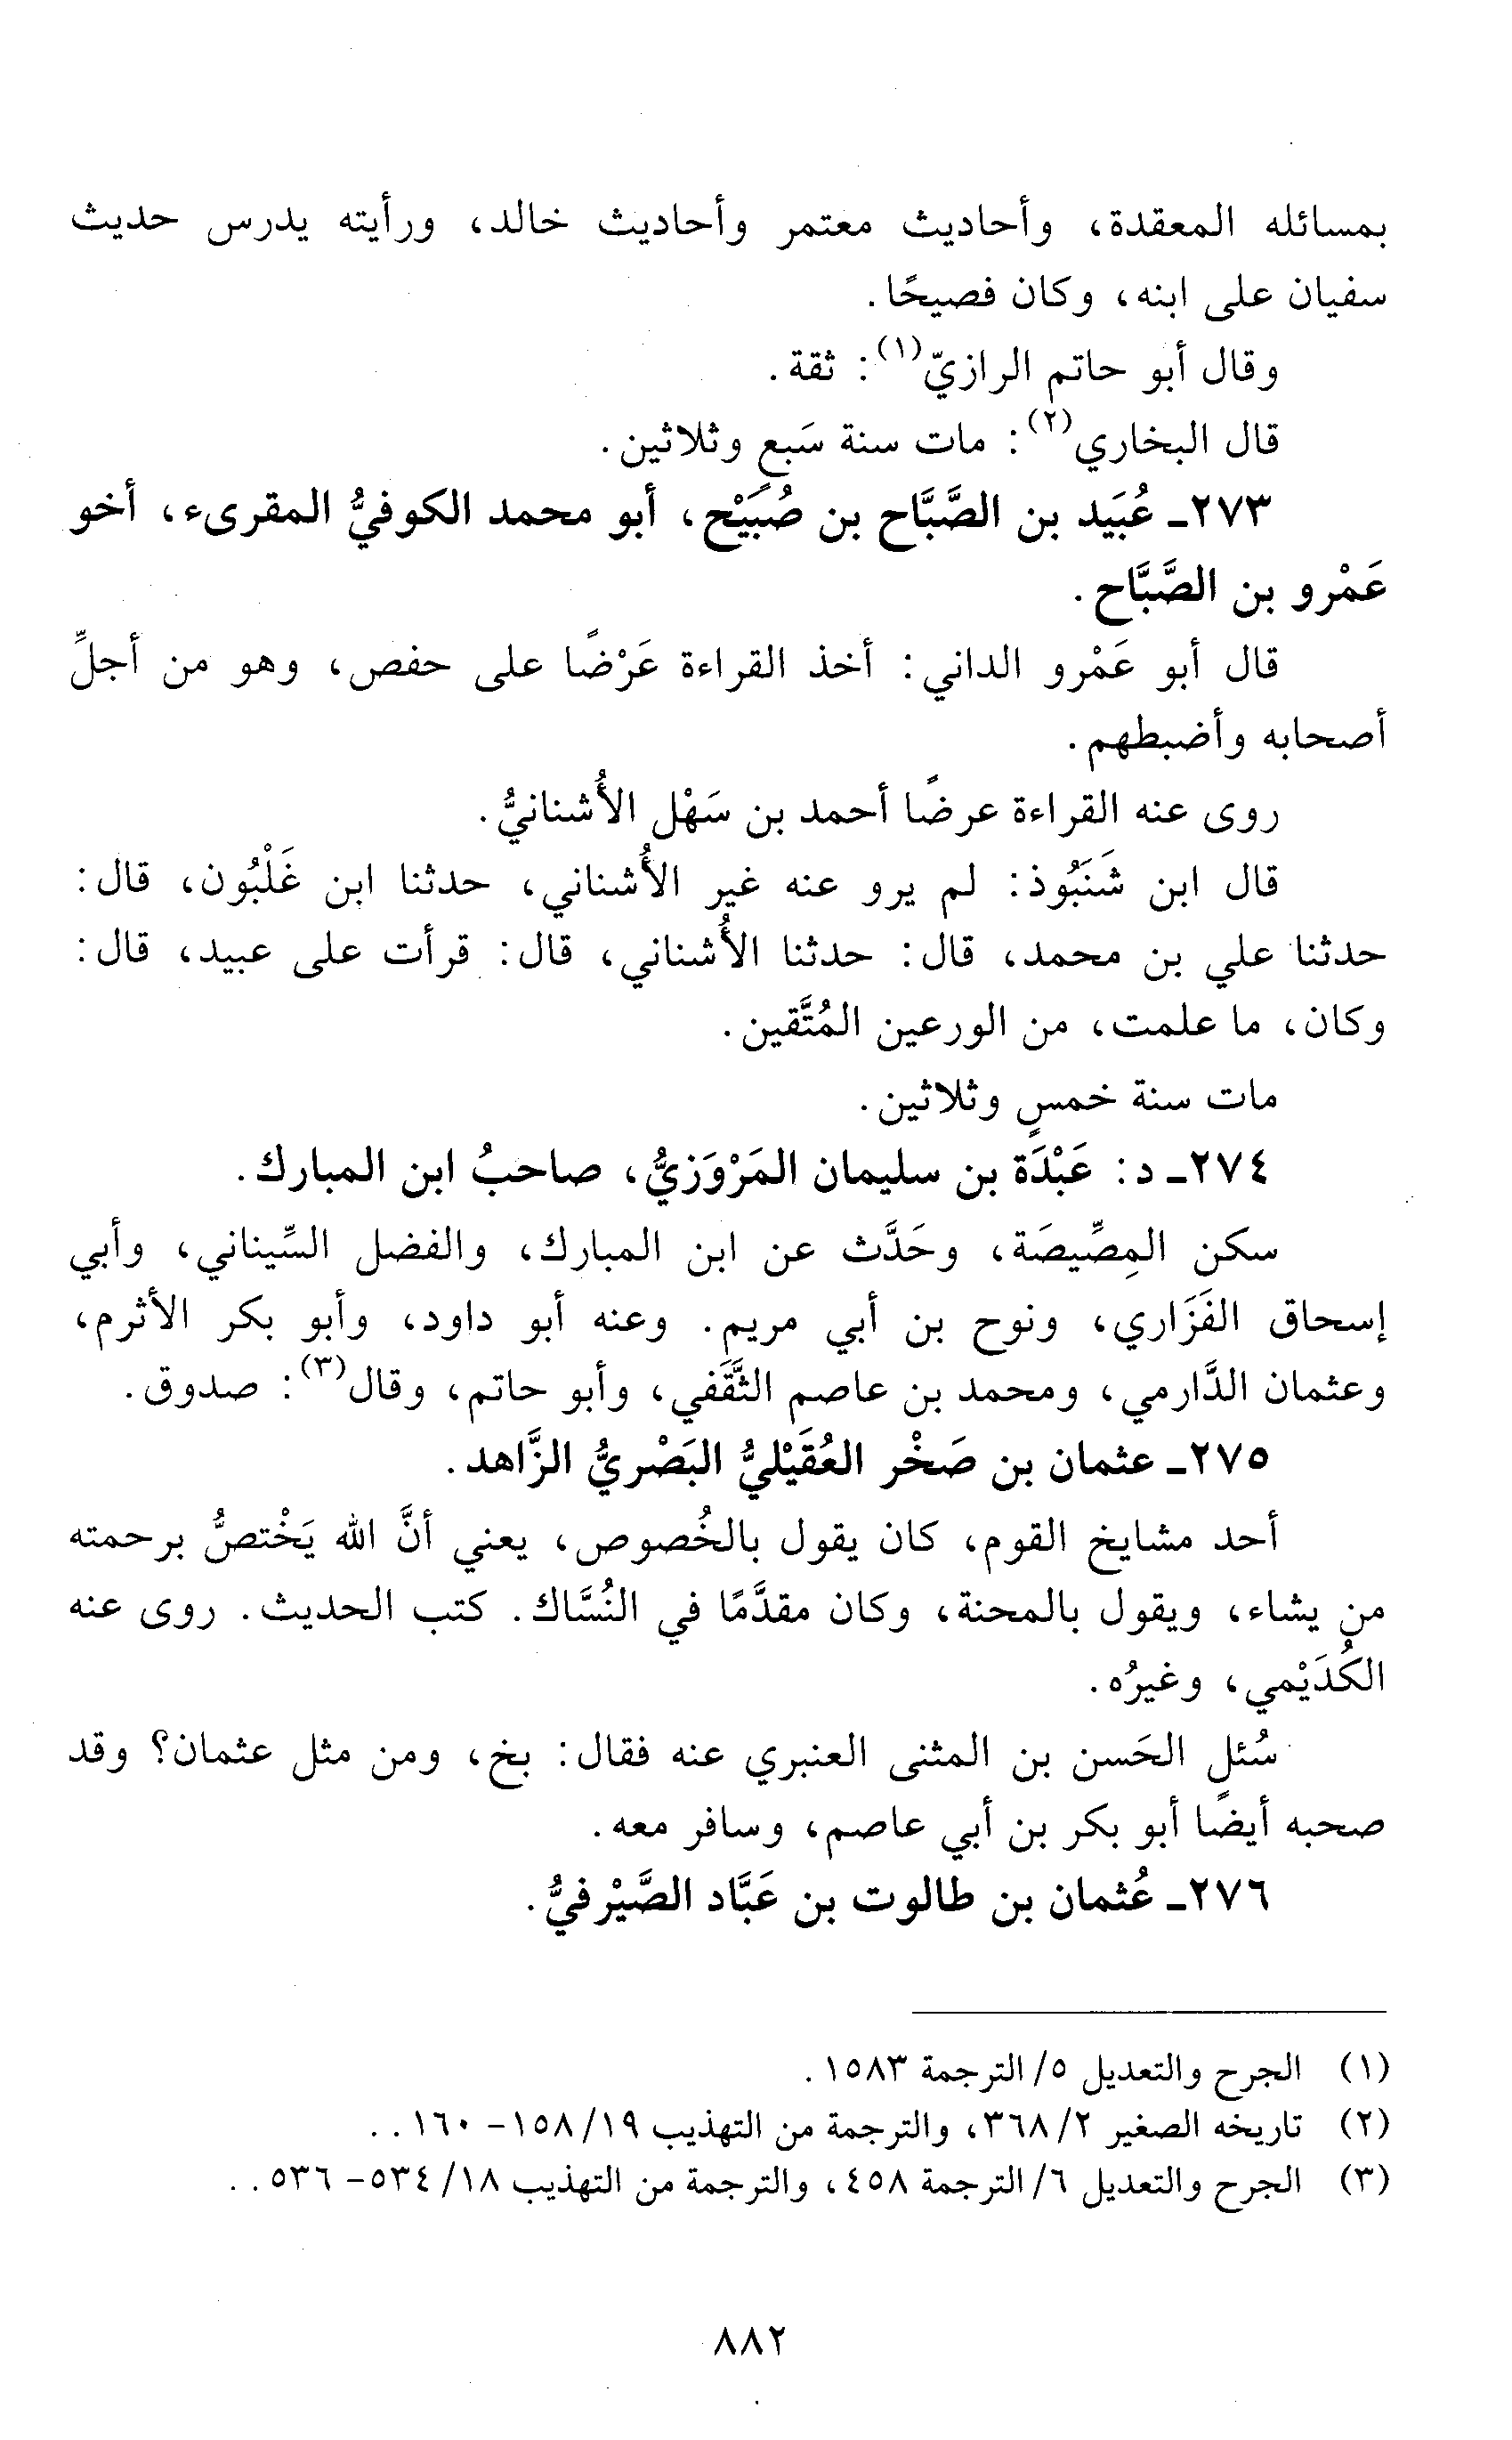 بمسائله المعقدة، وأحاديث معتمر وأحاديث خالد، ورأيته يدرس حديث
سفيان على ابنه، وكان فصيحًا.
وقال أبو حاتم الرازيّ(١): ثقة.
قال البخاري(٢): مات سنة سَبعٍ وثلاثين.
٢٧٣ـ عُبَيد بن الصَّبَّاح بن صُبَيْح، أبو محمد الكوفيُّ المقرىء، أخو
عَمْرو بن الصَّبَّاح.
قال أبو عَمْرو الداني: أخذ القراءة عَرْضًا على حفص، وهو من أجلِّ
أصحابه وأضبطهم.
روى عنه القراءة عرضًا أحمد بن سَهْل الأُشنانيُّ.
قال ابن شَنَبُوذ: لم يرو عنه غير الأُشناني، حدثنا ابن غَلْبُون، قال:
حدثنا علي بن محمد، قال: حدثنا الأُشناني، قال: قرأت على عبيد، قال:
وكان، ما علمت، من الورعين المُتَّقين.
مات سنة خمسٍ وثلاثين.
٢٧٤ـ د: عَبْدَة بن سليمان المَرْوَزيُّ، صاحبُ ابن المبارك.
سكن المِصِّيصَة، وحَدَّث عن ابن المبارك، والفضل السِّيناني، وأبي
إسحاق الفَزَاري، ونوح بن أبي مريم. وعنه أبو داود، وأبو بكر الأثرم،
وعثمان الدَّارمي، ومحمد بن عاصم الثَّقَفي، وأبو حاتم، وقال(٣): صدوق.
٢٧٥ـ عثمان بن صَخْر العُقَيْليُّ البَصْريُّ الزَّاهد.
أحد مشايخ القوم، كان يقول بالخُصوص، يعني أنَّ الله يَخْتصُّ برحمته
من يشاء، ويقول بالمحنة، وكان مقدَّمًا في النُسَّاك. كتب الحديث. روى عنه
الكُدَيْمي، وغيرُه.
سُئل الحَسن بن المثنى العنبري عنه فقال: بخ، ومن مثل عثمان؟ وقد
صحبه أيضًا أبو بكر بن أبي عاصم، وسافر معه.
٢٧٦ـ عُثمان بن طالوت بن عَبَّاد الصَّيْرفيُّ.
(١) الجرح والتعديل ٥/ الترجمة ١٥٨٣.
(٢) تاريخه الصغير ٢/ ٣٦٨، والترجمة من التهذيب ١٩/ ١٥٨- ١٦٠ ..
(٣) الجرح والتعديل ٦/ الترجمة ٤٥٨، والترجمة من التهذيب ١٨/ ٥٣٤- ٥٣٦ ..
٨٨٢